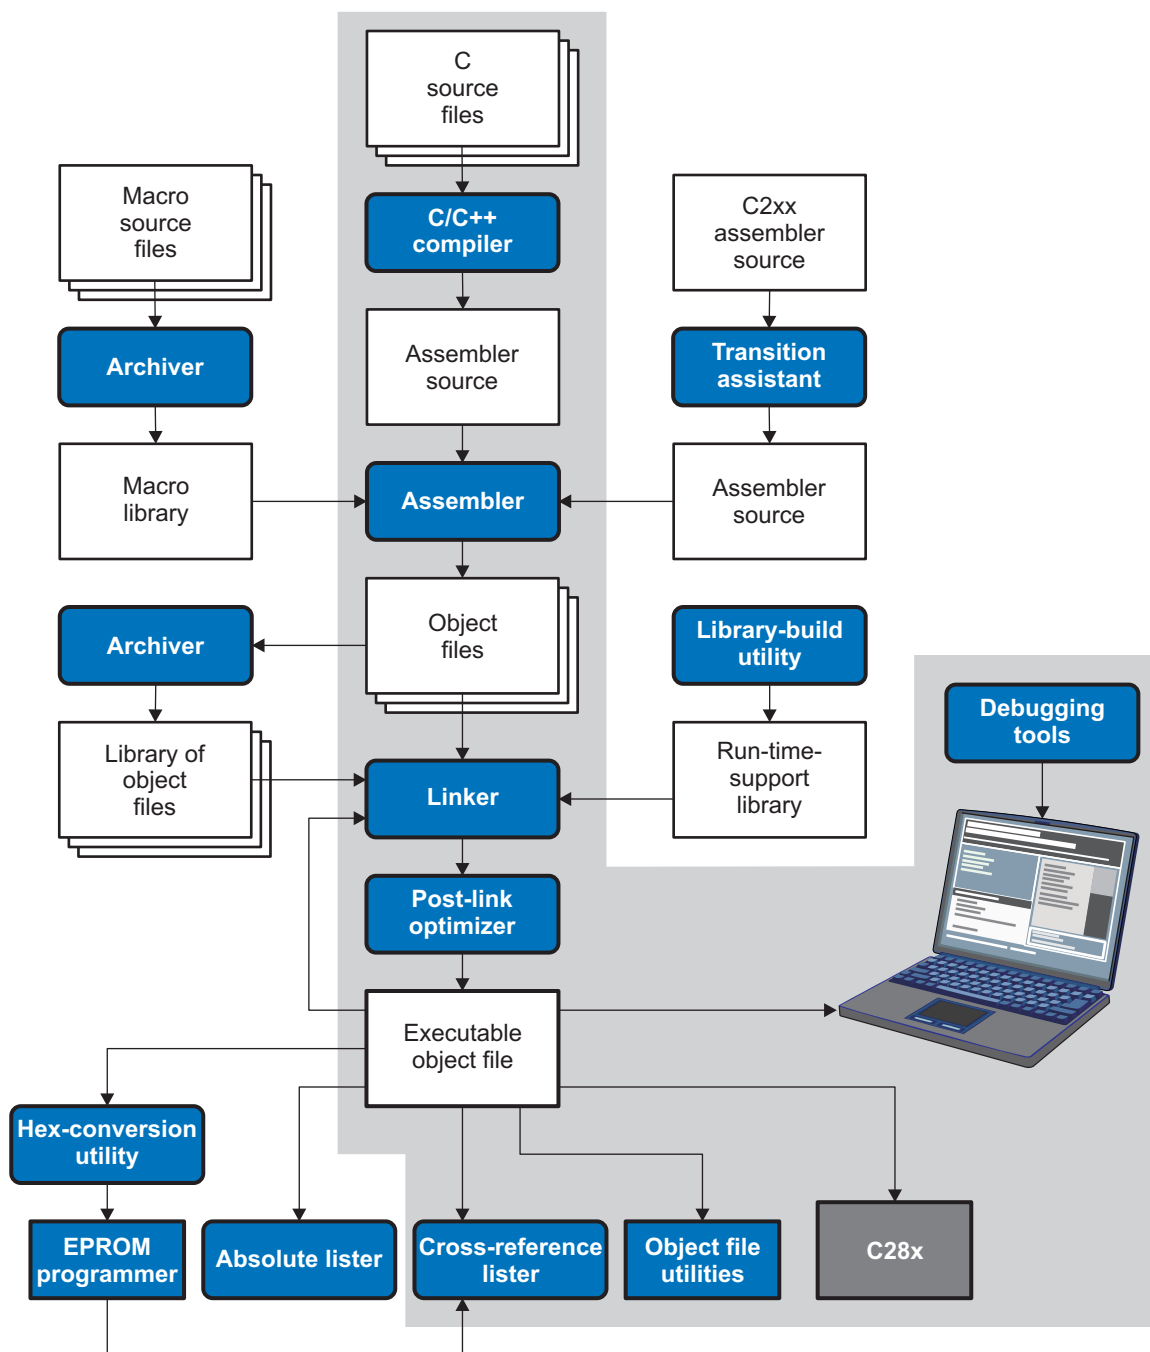 C
source
files
Macro
source
files
C/C++
compiler
C2xx
assembler
source
Archiver
Assembler
source
Transition
assistant
Macro
library
Assembler
Assembler
source
Archiver
Object
files
Library-build
utility
Debugging
tools
Library of
object
files
Linker
Run-time-
support
library
Post-link
optimizer
Executable
object file
Hex-conversion
utility
EPROM
programmer
Absolute lister
Cross-reference
lister
Object file
utilities
C28x